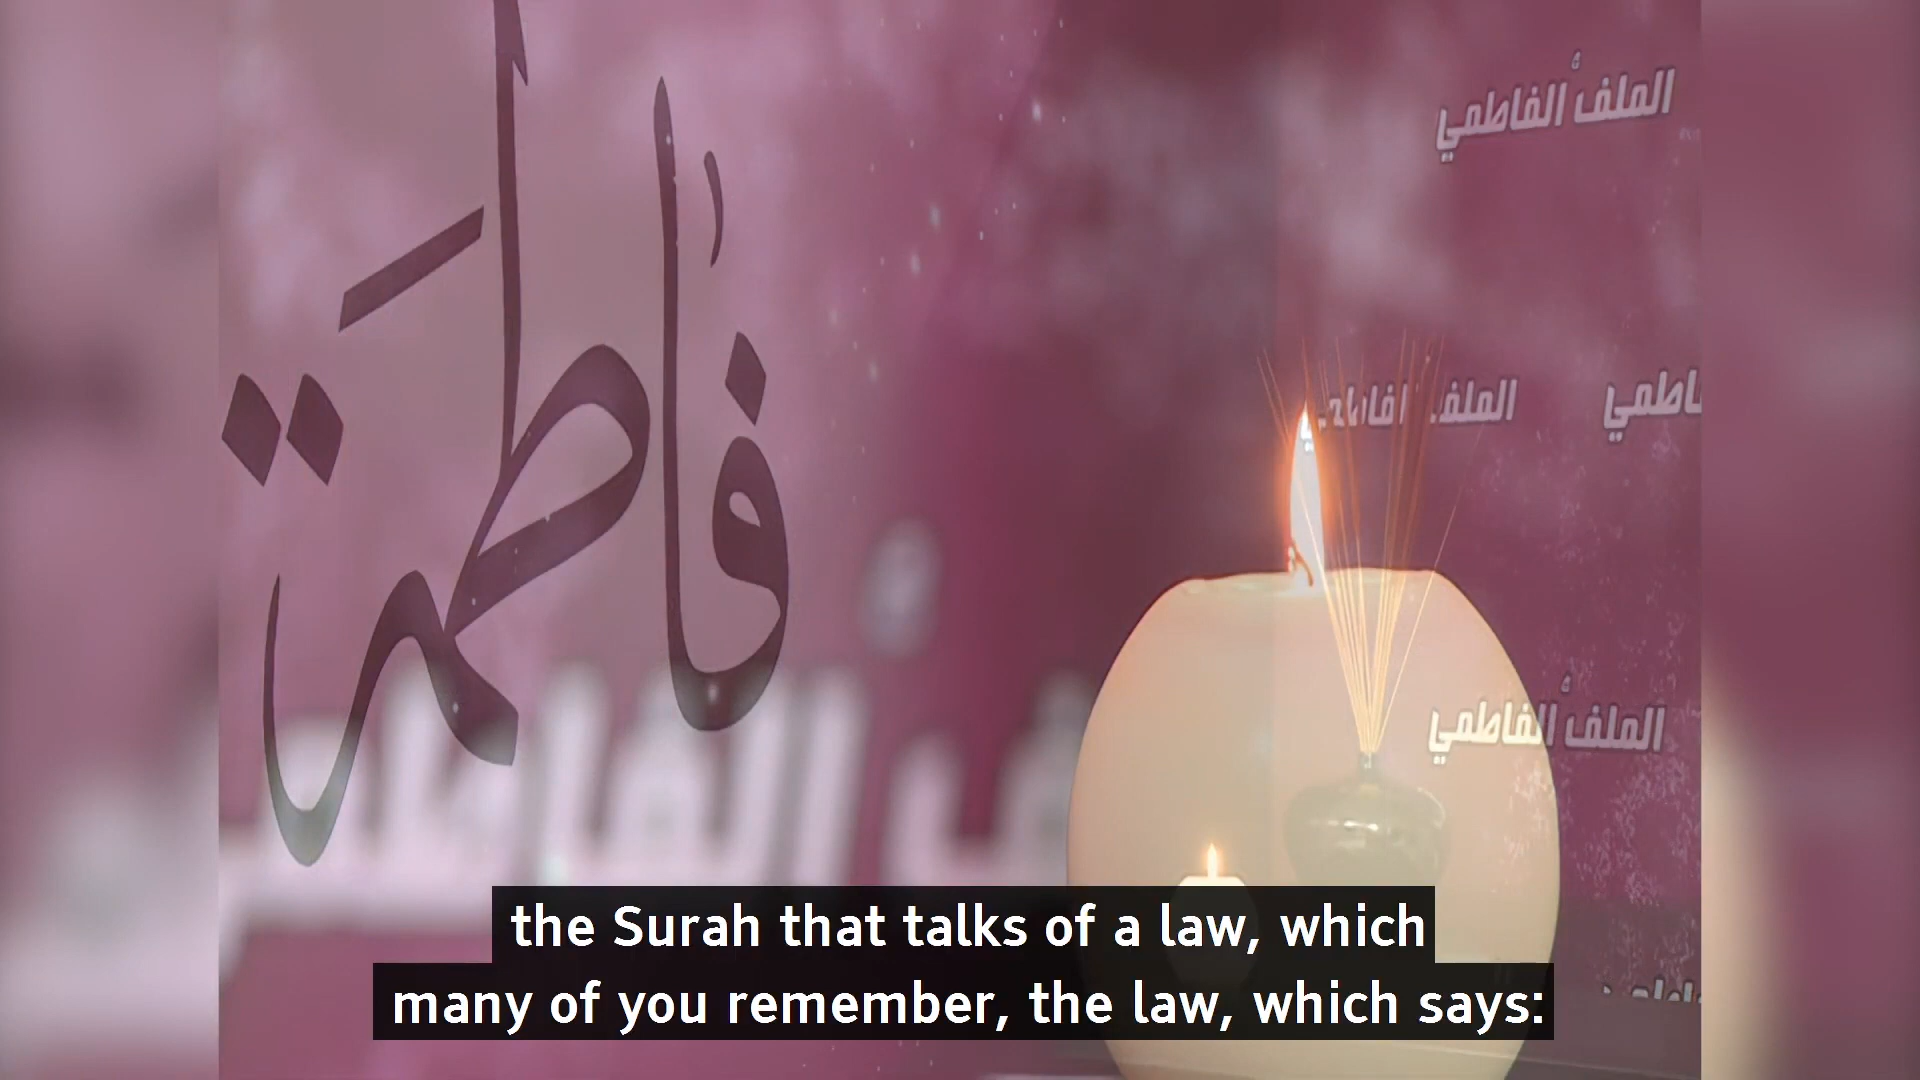 فاطمة
الملف الفاطمي
الملف الفاطمي
الملف الفاطمي
the Surah that talks of a law, which
many of you remember, the law, which says: